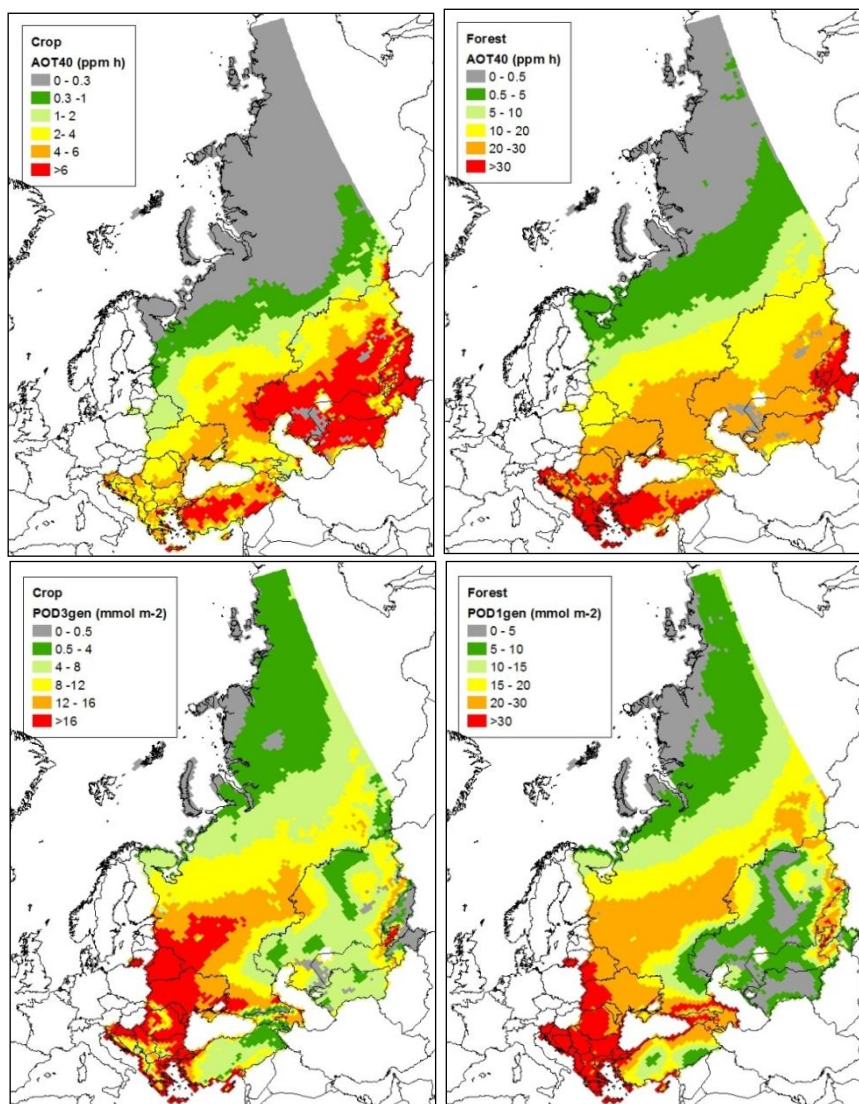 Crop
AOT40 (ppm h)
0 - 0.3
0.3 -1
1- 2
2 - 4
4 - 6
>6
Forest
AOT40 (ppm h)
0 - 0.5
0.5 - 5
5 - 10
10 - 20
20 -30
>30
Crop
POD3gen (mmol m-2)
0 - 0.5
0.5 - 4
4 - 8
8 -12
12 - 16
>16
Forest
POD1gen (mmol m-2)
0 - 5
5 - 10
10 -15
15 - 20
20 - 30
>30